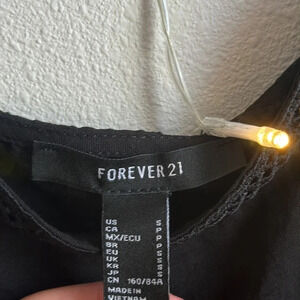 FOREVER 21
US S
CA P
MX/ECU P
BR P
EU S
UK S
KR S
JP S
CN 160/84A
MADE IN
VIETNAM